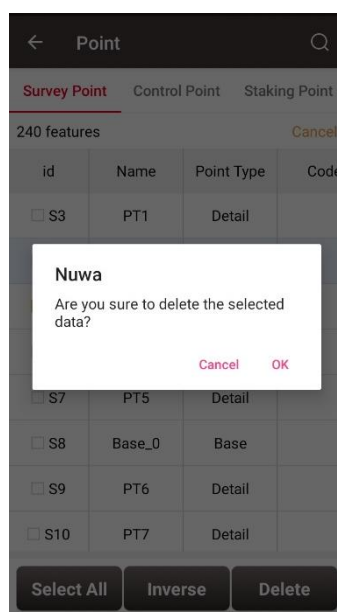 Point
Survey Point Control Point Staking Point
240 features Cancel
id Name Point Type Code
S3 PT1 Detail
Nuwa
Are you sure to delete the selected
data?
Cancel OK
S7 PT5 Detail
S8 Base_0 Base
S9 PT6 Detail
S10 PT7 Detail
Select All Inverse Delete